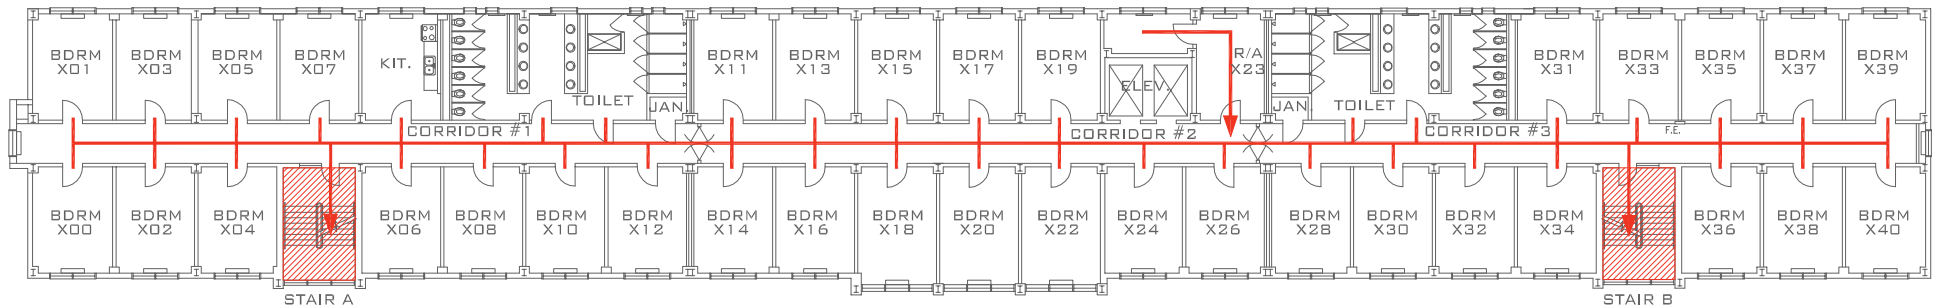 BDRM
X01
BDRM
X03
BDRM
X05
BDRM
X07
KIT.
TOILET
JAN.
BDRM
X11
BDRM
X13
BDRM
X15
BDRM
X17
BDRM
X19
ELEV.
R/A
X23
JAN.
TOILET
BDRM
X31
BDRM
X33
BDRM
X35
BDRM
X37
BDRM
X39
CORRIDOR #1
CORRIDOR #2
CORRIDOR #3
F.E.
BDRM
X00
BDRM
X02
BDRM
X04
BDRM
X06
BDRM
X08
BDRM
X10
BDRM
X12
BDRM
X14
BDRM
X16
BDRM
X18
BDRM
X20
BDRM
X22
BDRM
X24
BDRM
X26
BDRM
X28
BDRM
X30
BDRM
X32
BDRM
X34
BDRM
X36
BDRM
X38
BDRM
X40
STAIR A
STAIR B